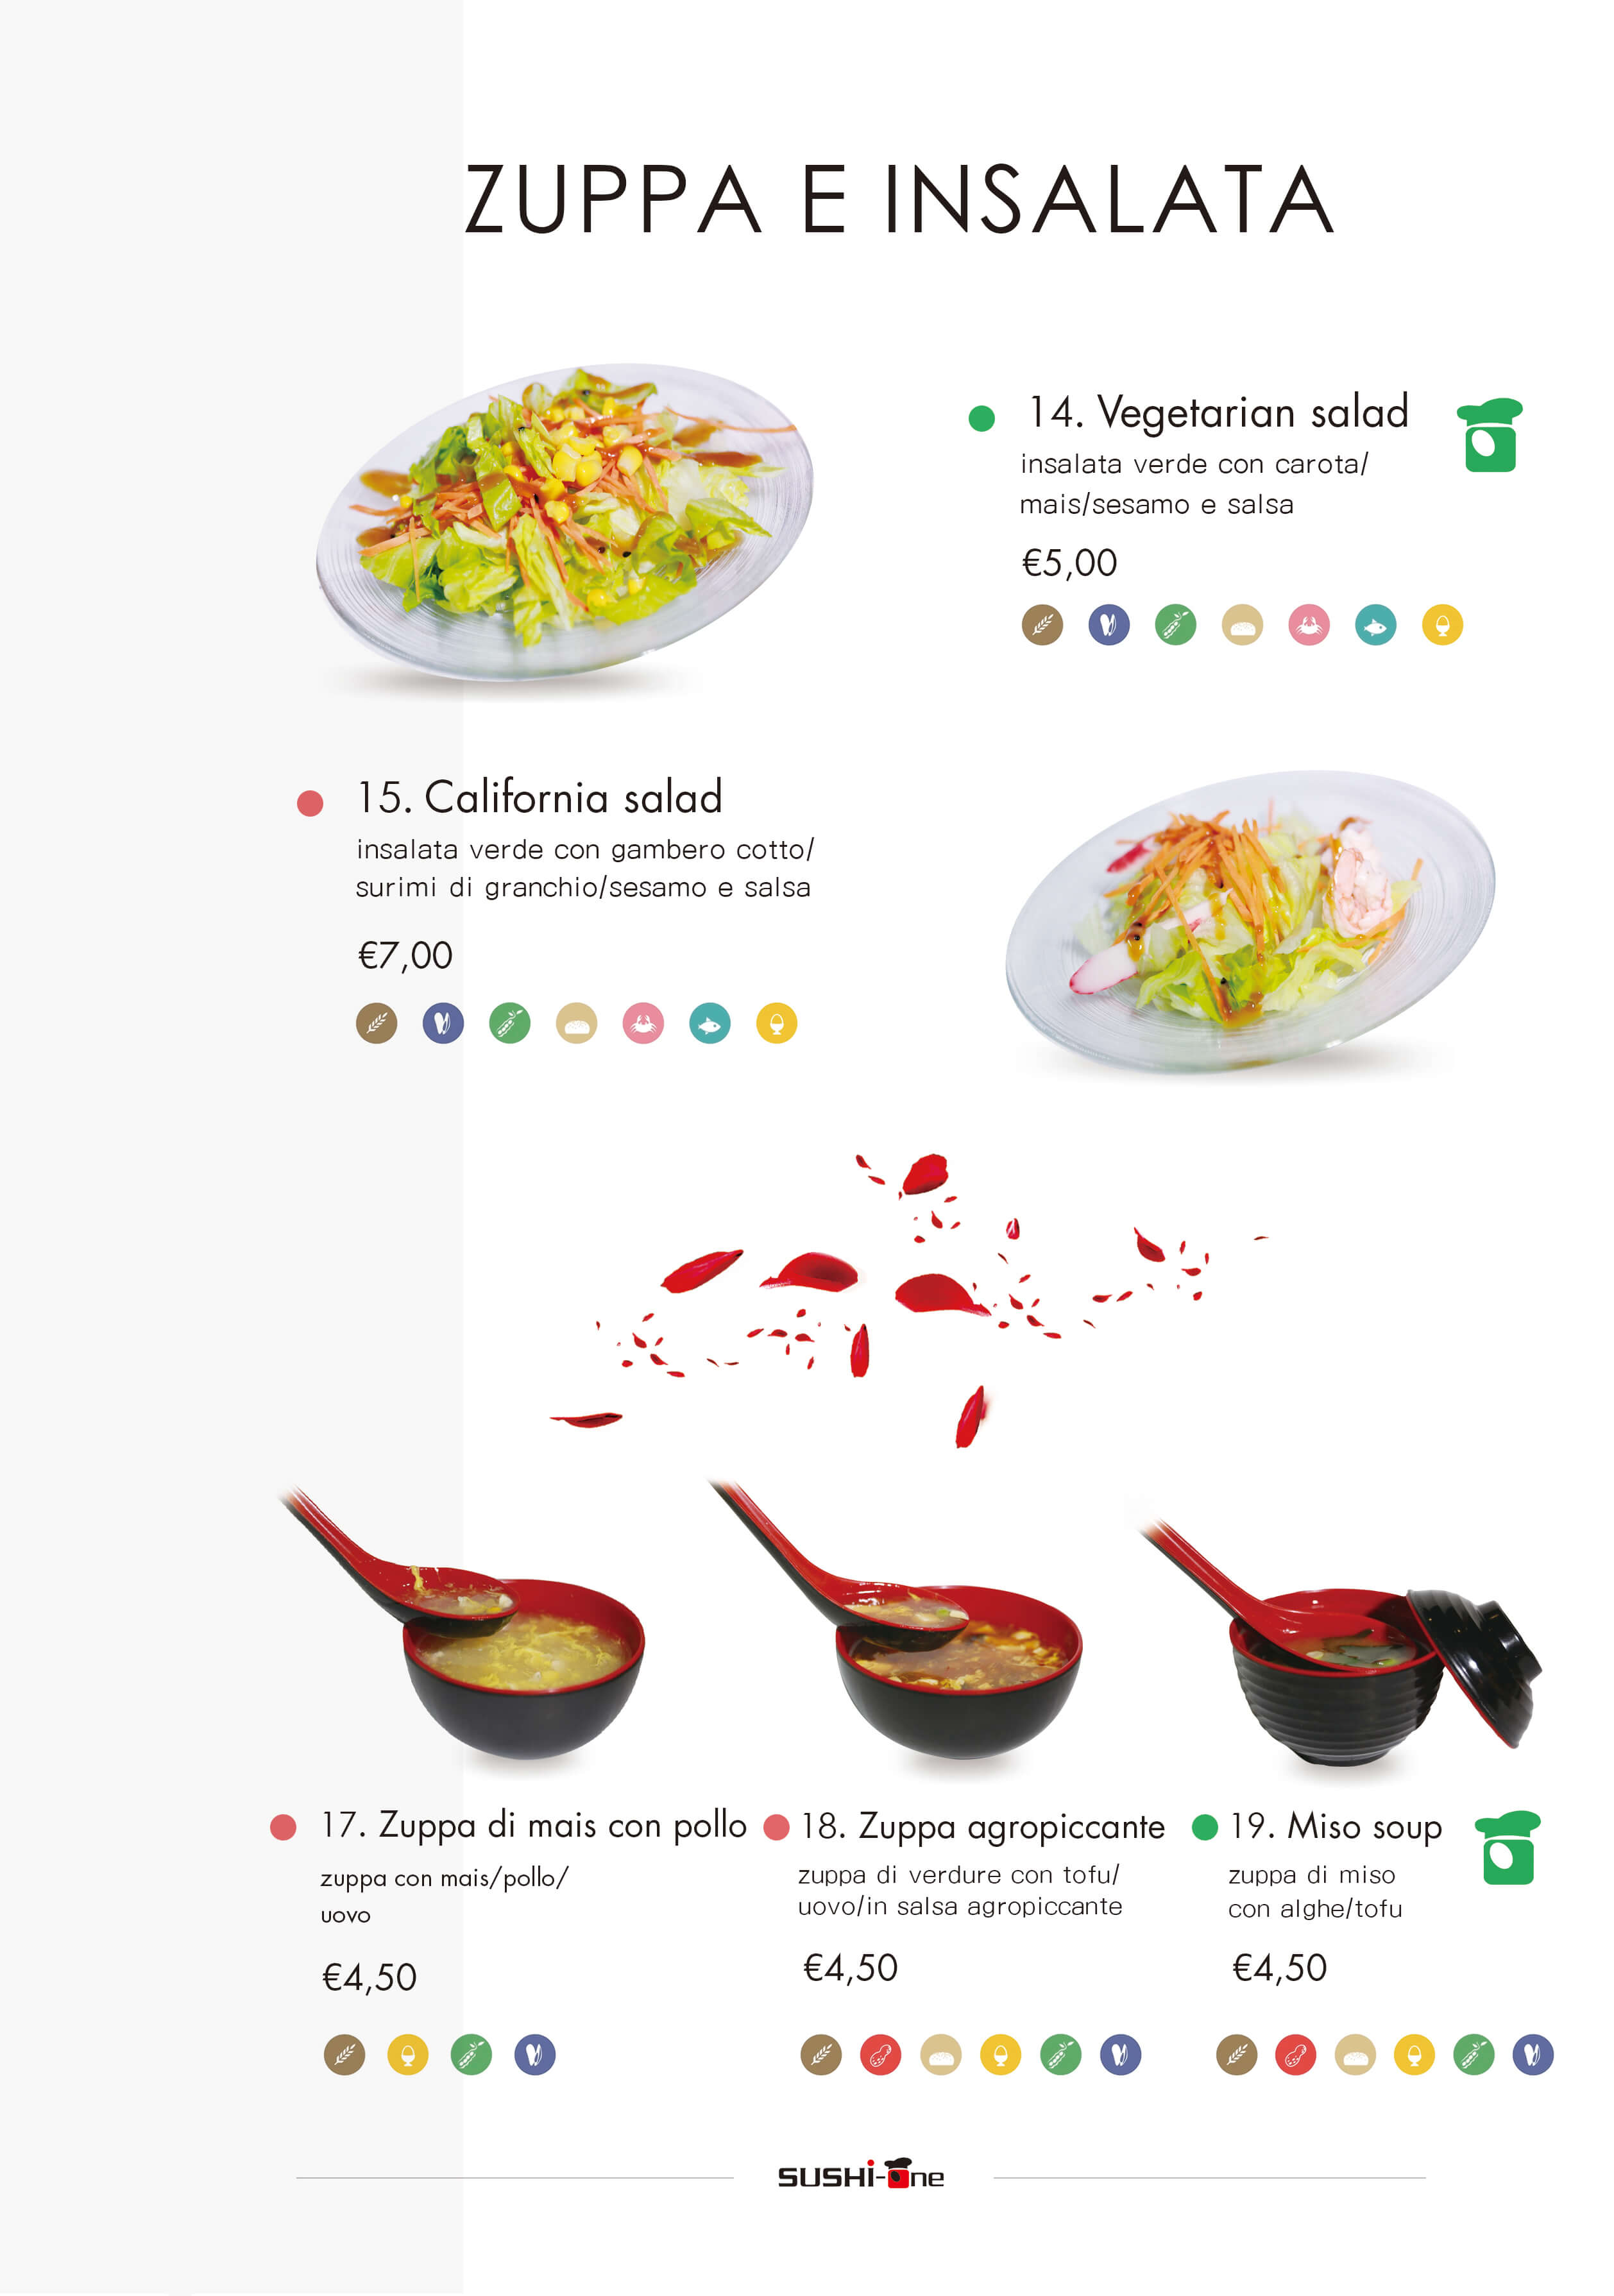 ZUPPA E INSALATA
14. Vegetarian salad
insalata verde con carota/
mais/sesamo e salsa
€5,00
15. California salad
insalata verde con gambero cotto/
surimi di granchio/sesamo e salsa
€7,00
17. Zuppa di mais con pollo
zuppa con mais/pollo/
uovo
€4,50
18. Zuppa agropiccante
zuppa di verdure con tofu/
uovo/in salsa agropiccante
€4,50
19. Miso soup
zuppa di miso
con alghe/tofu
€4,50
SUSHi-One